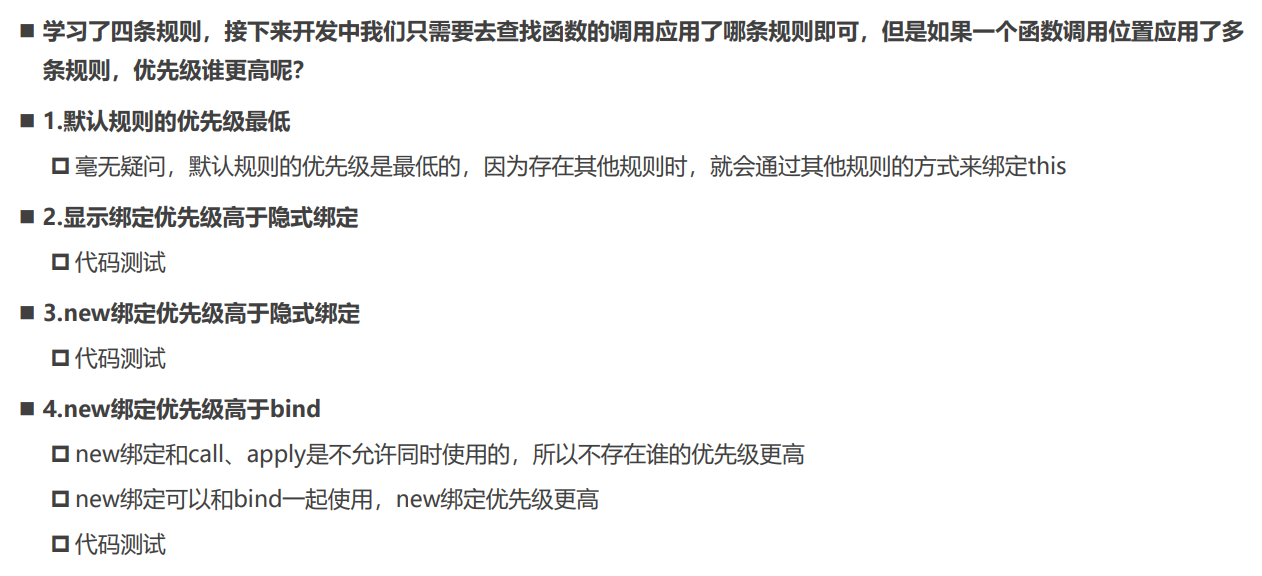 学习了四条规则，接下来开发中我们只需要去查找函数的调用应用了哪条规则即可，但是如果一个函数调用位置应用了多
条规则，优先级谁更高呢？
1.默认规则的优先级最低
毫无疑问，默认规则的优先级是最低的，因为存在其他规则时，就会通过其他规则的方式来绑定this
2.显示绑定优先级高于隐式绑定
代码测试
3.new绑定优先级高于隐式绑定
代码测试
4.new绑定优先级高于bind
new绑定和call、apply是不允许同时使用的，所以不存在谁的优先级更高
new绑定可以和bind一起使用，new绑定优先级更高
代码测试